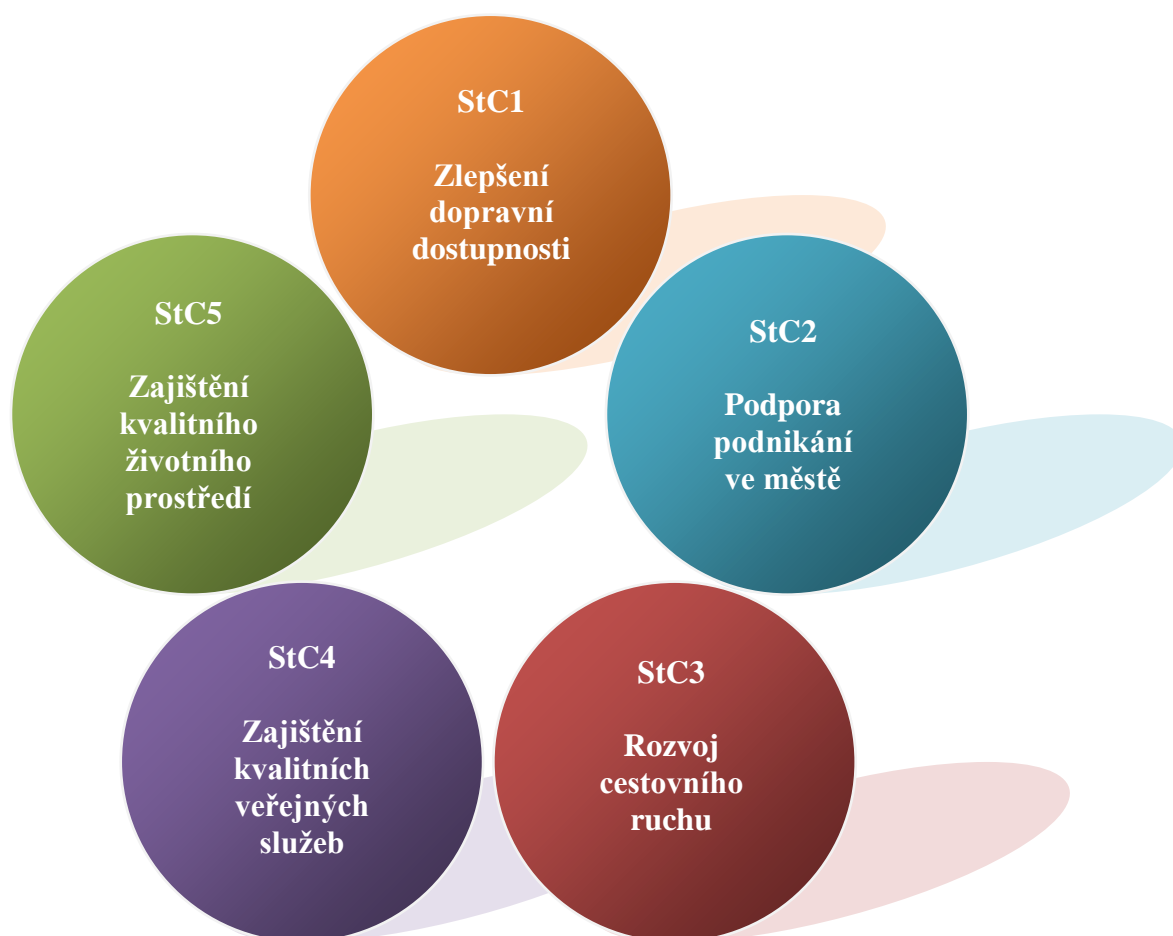 StC1
Zlepšení
dopravní
dostupnosti
StC2
Podpora
podnikání
ve městě
StC3
Rozvoj
cestovního
ruchu
StC4
Zajištění
kvalitních
veřejných
služeb
StC5
Zajištění
kvalitního
životního
prostředí